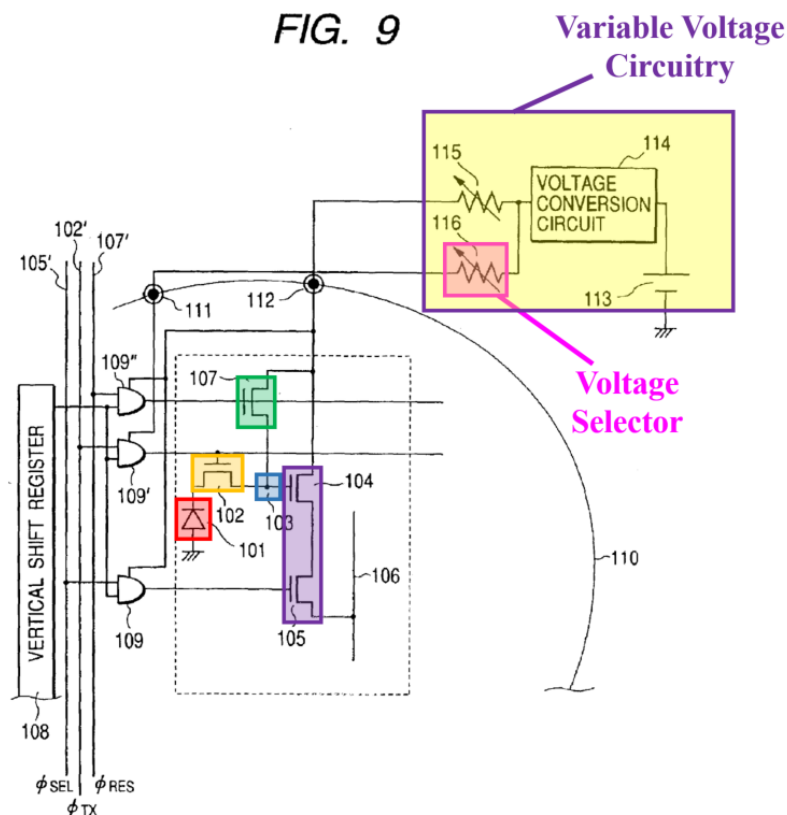 FIG. 9
Variable Voltage
Circuitry
114
115
VOLTAGE
CONVERSION
CIRCUIT
116
113
107'
102'
105'
111
112
Voltage
Selector
109"
107
109'
104
102
103
101
106
110
105
109
VERTICAL SHIFT REGISTER
108
ϕSEL
ϕRES
ϕTX